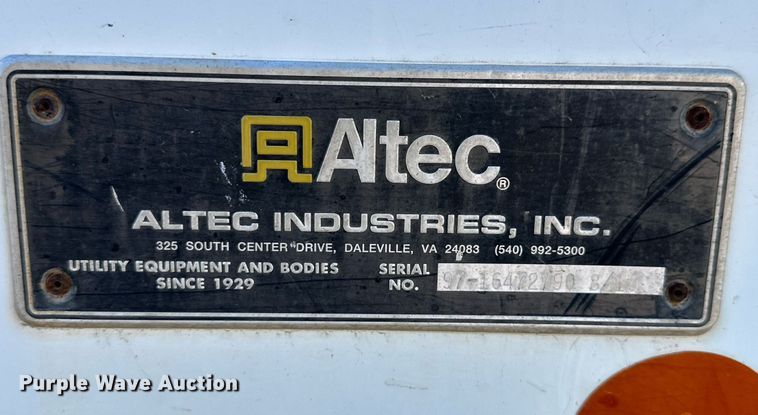 Altec®
ALTEC INDUSTRIES, INC.
325 SOUTH CENTER DRIVE, DALEVILLE, VA 24083 (540) 992-5300
UTILITY EQUIPMENT AND BODIES
SINCE 1929
SERIAL
NO.
Purple Wave Auction